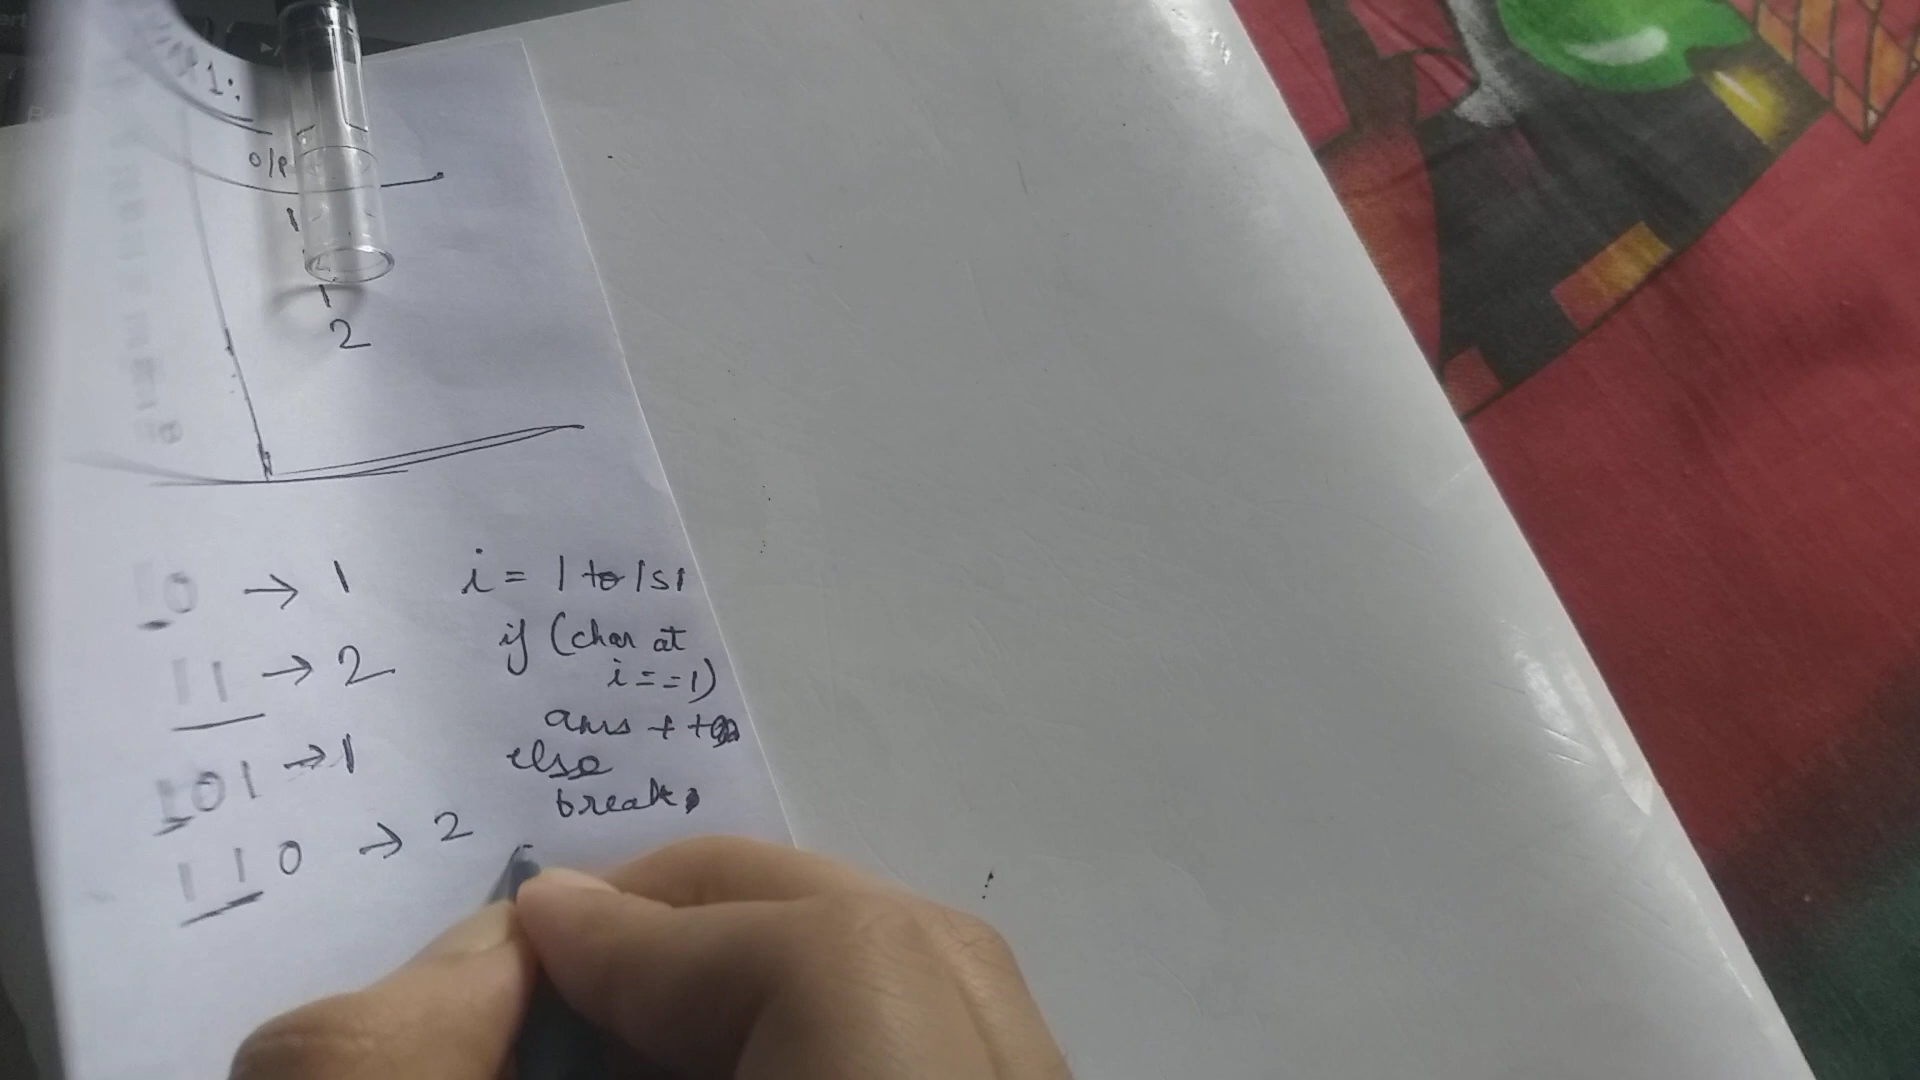 1:
o/p
1
1
2
10 → 1
11 → 2
101 → 1
110 → 2
i = 1 to |s|
if (char at
i == 1)
ans ++
else
break;